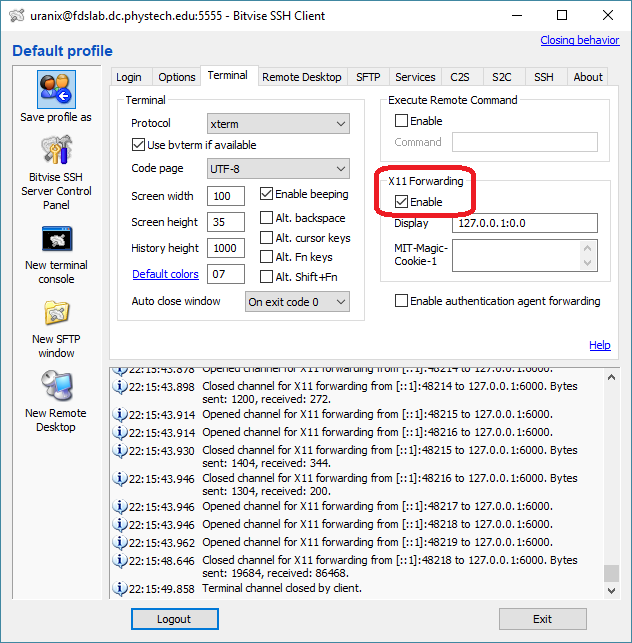 uranix@fdslab.dc.phystech.edu:5555 - Bitvise SSH Client
Default profile
Closing behavior
Save profile as
Bitvise SSH
Server Control
Panel
New terminal
console
New SFTP
window
New Remote
Desktop
Login Options Terminal Remote Desktop SFTP Services C2S S2C SSH About
Terminal
Protocol xterm
Use bvterm if available
Code page UTF-8
Screen width 100 Enable beeping
Screen height 35 Alt. backspace
Alt. cursor keys
History height 1000 Alt. Fn keys
Default colors 07 Alt. Shift+Fn
Auto close window On exit code 0
Execute Remote Command
Enable
Command
X11 Forwarding
Enable
Display 127.0.0.1:0.0
MIT-Magic-
Cookie-1
Enable authentication agent forwarding
Help
22:15:43.878 Opened channel for X11 forwarding from [::1]:48214 to 127.0.0.1:6000.
22:15:43.898 Closed channel for X11 forwarding from [::1]:48214 to 127.0.0.1:6000. Bytes
sent: 1200, received: 272.
22:15:43.914 Opened channel for X11 forwarding from [::1]:48215 to 127.0.0.1:6000.
22:15:43.914 Opened channel for X11 forwarding from [::1]:48216 to 127.0.0.1:6000.
22:15:43.930 Closed channel for X11 forwarding from [::1]:48215 to 127.0.0.1:6000. Bytes
sent: 1404, received: 344.
22:15:43.946 Closed channel for X11 forwarding from [::1]:48216 to 127.0.0.1:6000. Bytes
sent: 1304, received: 200.
22:15:43.946 Opened channel for X11 forwarding from [::1]:48217 to 127.0.0.1:6000.
22:15:43.946 Opened channel for X11 forwarding from [::1]:48218 to 127.0.0.1:6000.
22:15:43.962 Opened channel for X11 forwarding from [::1]:48219 to 127.0.0.1:6000.
22:15:48.646 Closed channel for X11 forwarding from [::1]:48218 to 127.0.0.1:6000. Bytes
sent: 19684, received: 86468.
22:15:49.858 Terminal channel closed by client.
Logout
Exit